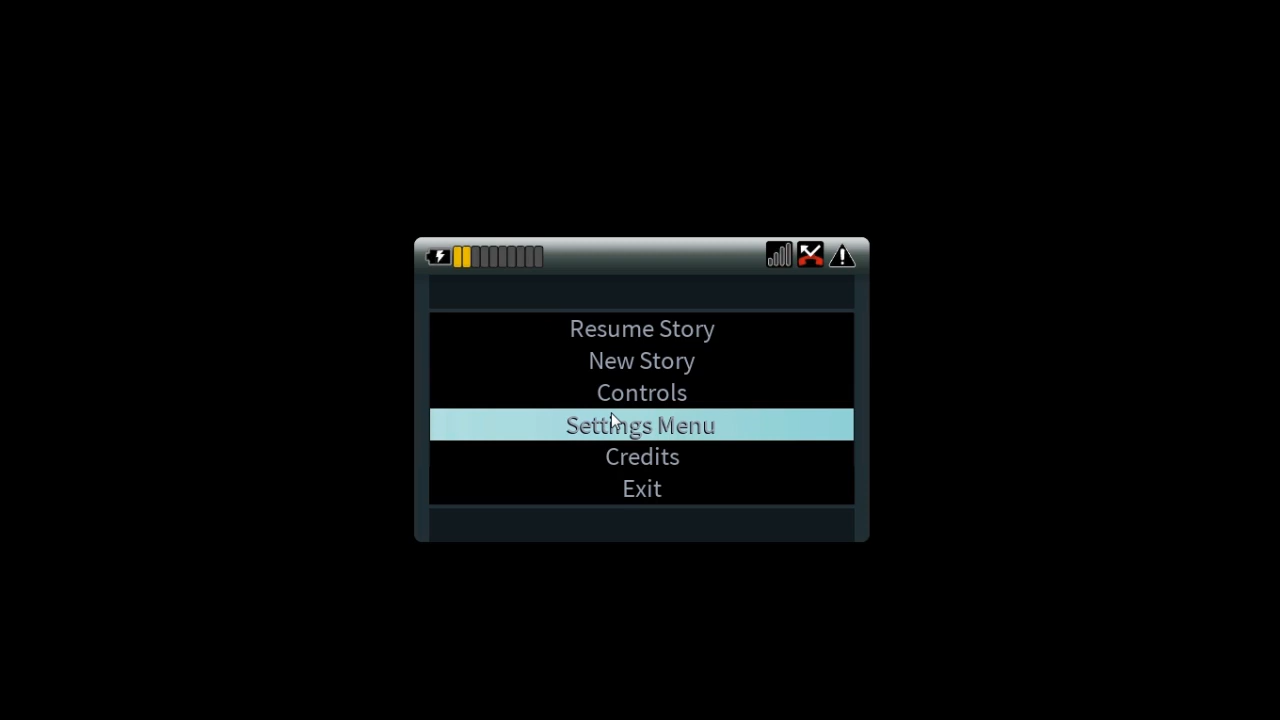 Resume Story
New Story
Controls
Settings Menu
Credits
Exit